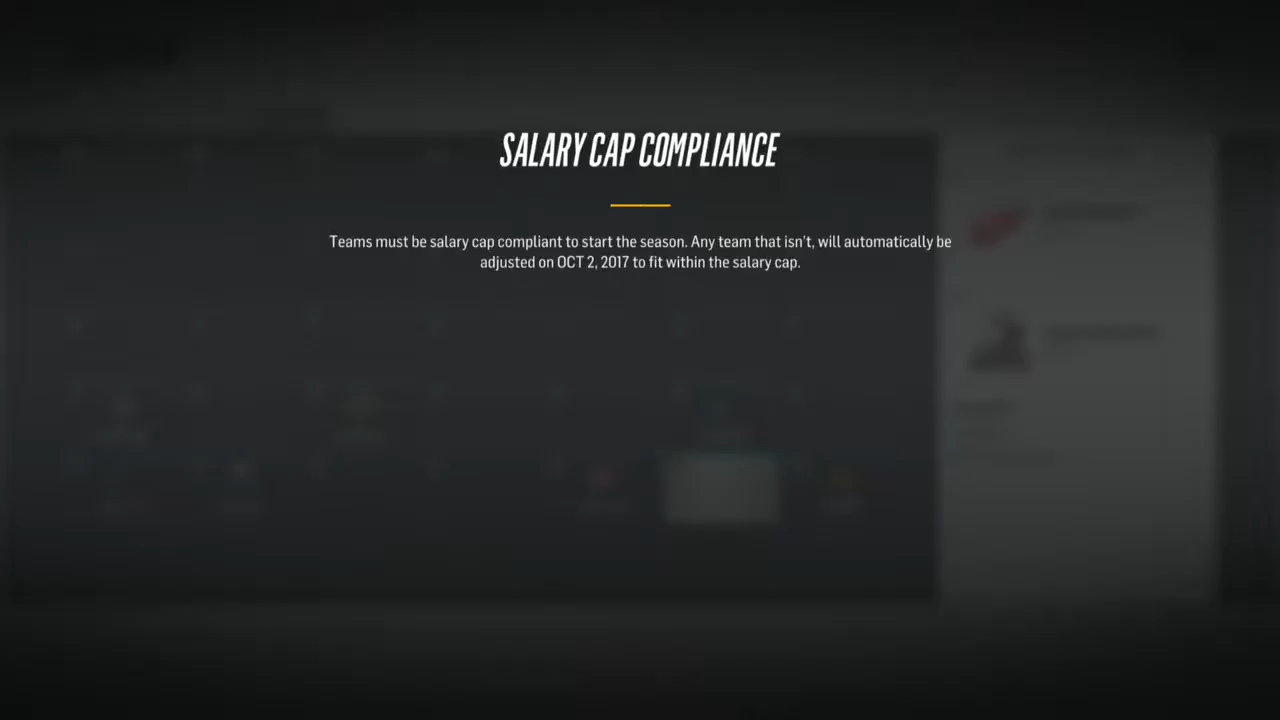 SALARY CAP COMPLIANCE
Teams must be salary cap compliant to start the season. Any team that isn't, will automatically be
adjusted on OCT 2, 2017 to fit within the salary cap.